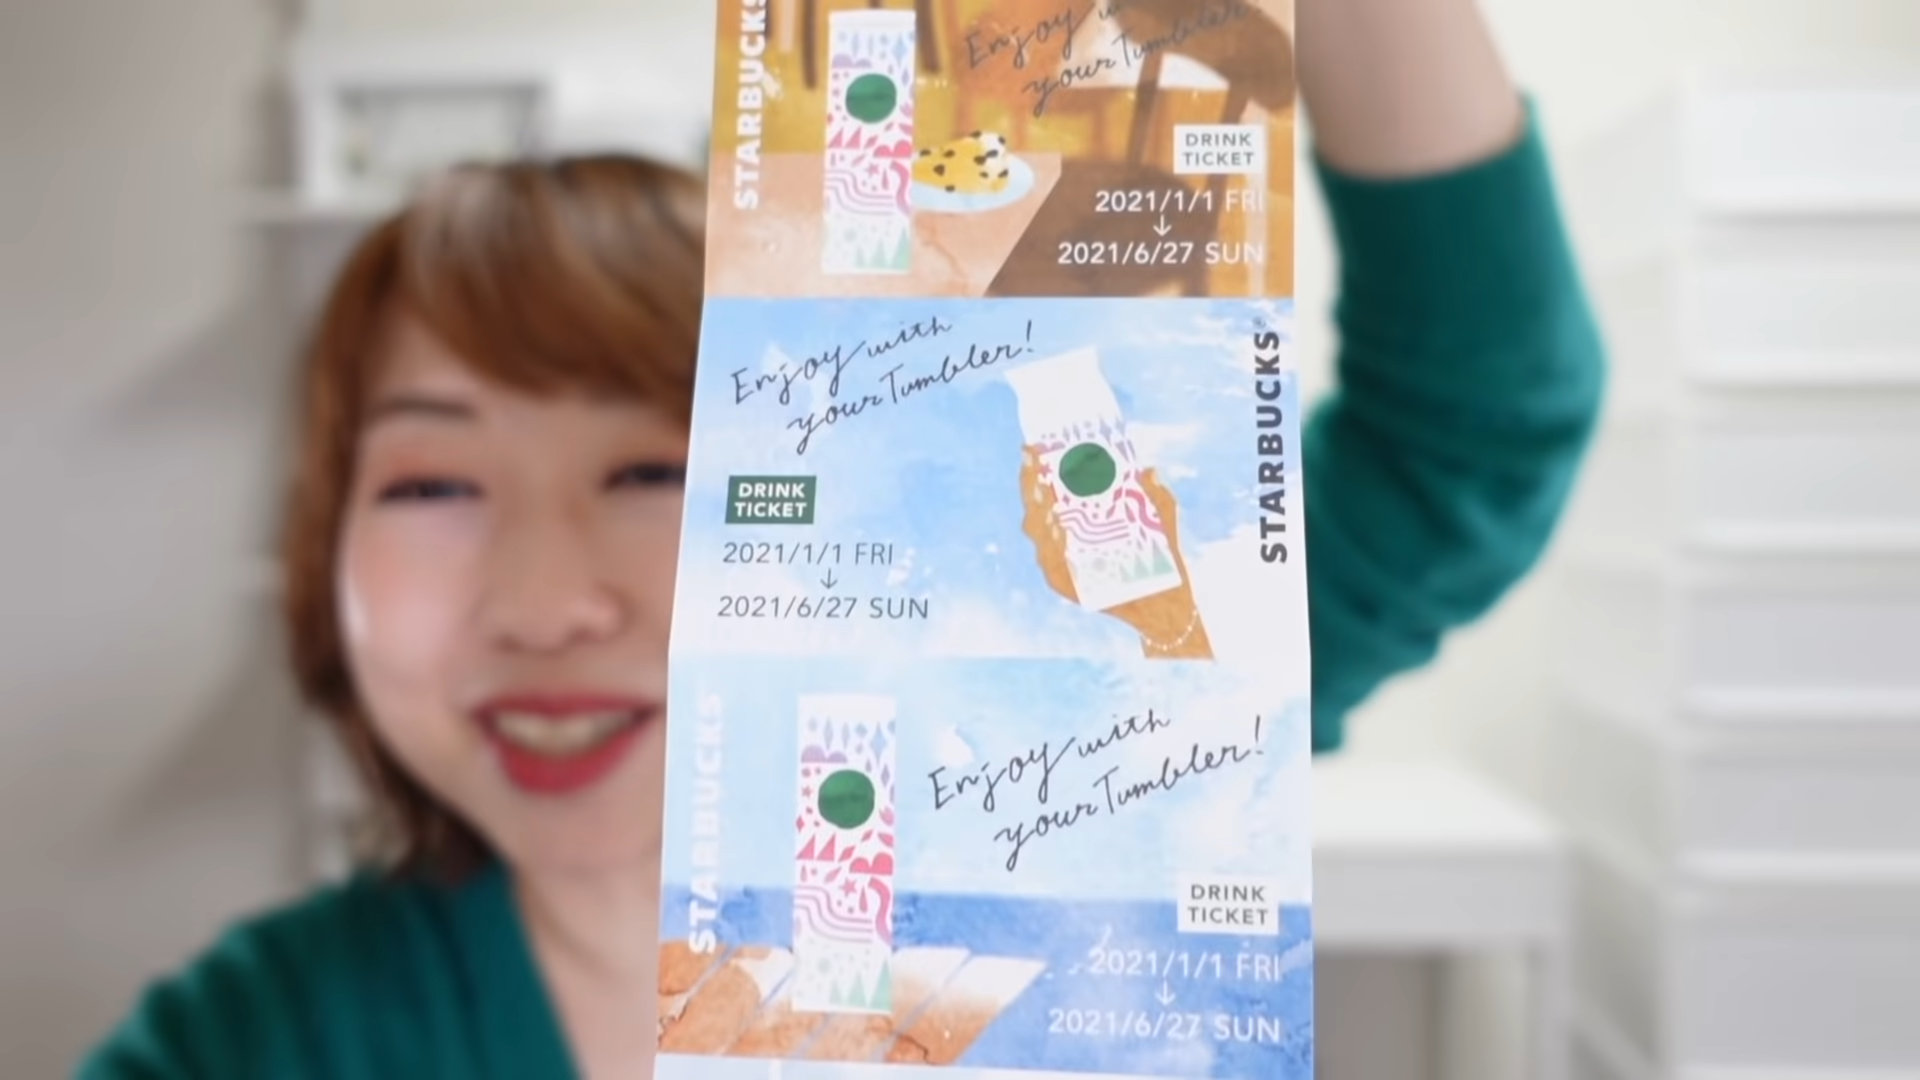 STARBUCKS
Enjoy
your Tumbler
DRINK
TICKET
2021/1/1 FRI
↓
2021/6/27 SUN
Enjoy with
your Tumbler!
STARBUCKS
DRINK
TICKET
2021/1/1 FRI
↓
2021/6/27 SUN
STARBUCKS
Enjoy with
your Tumbler!
DRINK
TICKET
2021/1/1 FRI
↓
2021/6/27 SUN